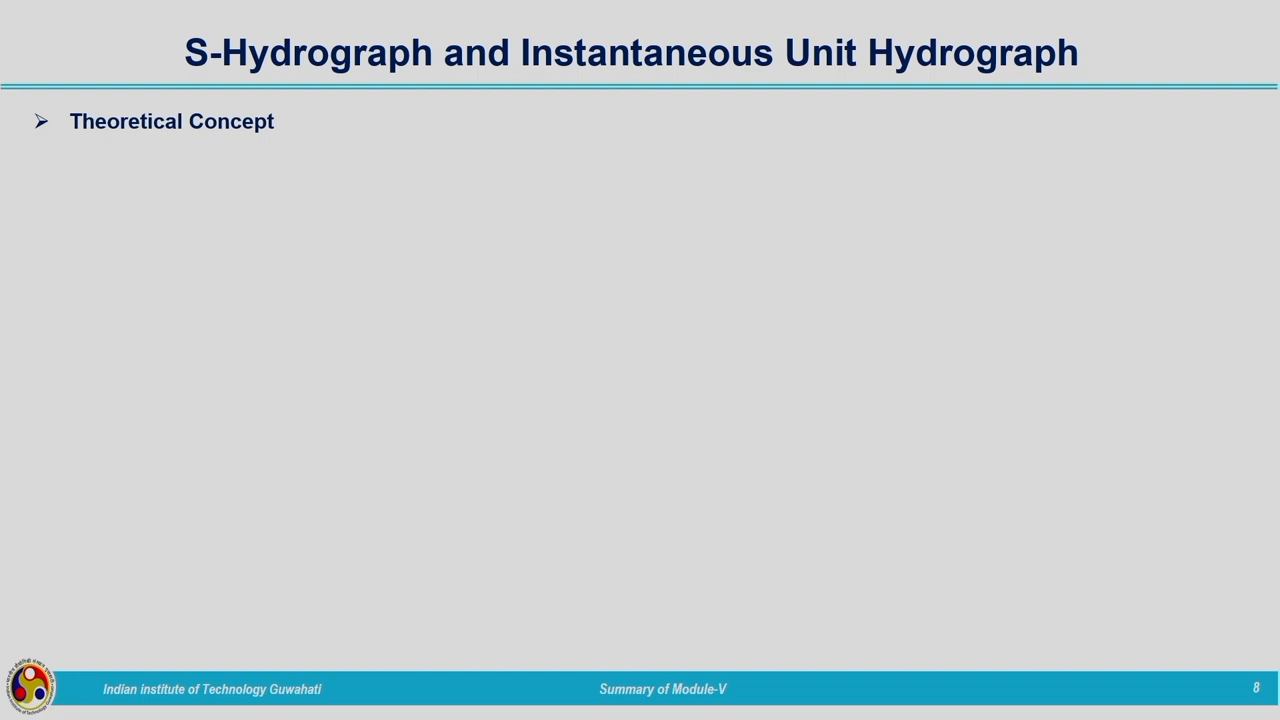 S-Hydrograph and Instantaneous Unit Hydrograph
Theoretical Concept
Indian institute of Technology Guwahati
Summary of Module-V
8